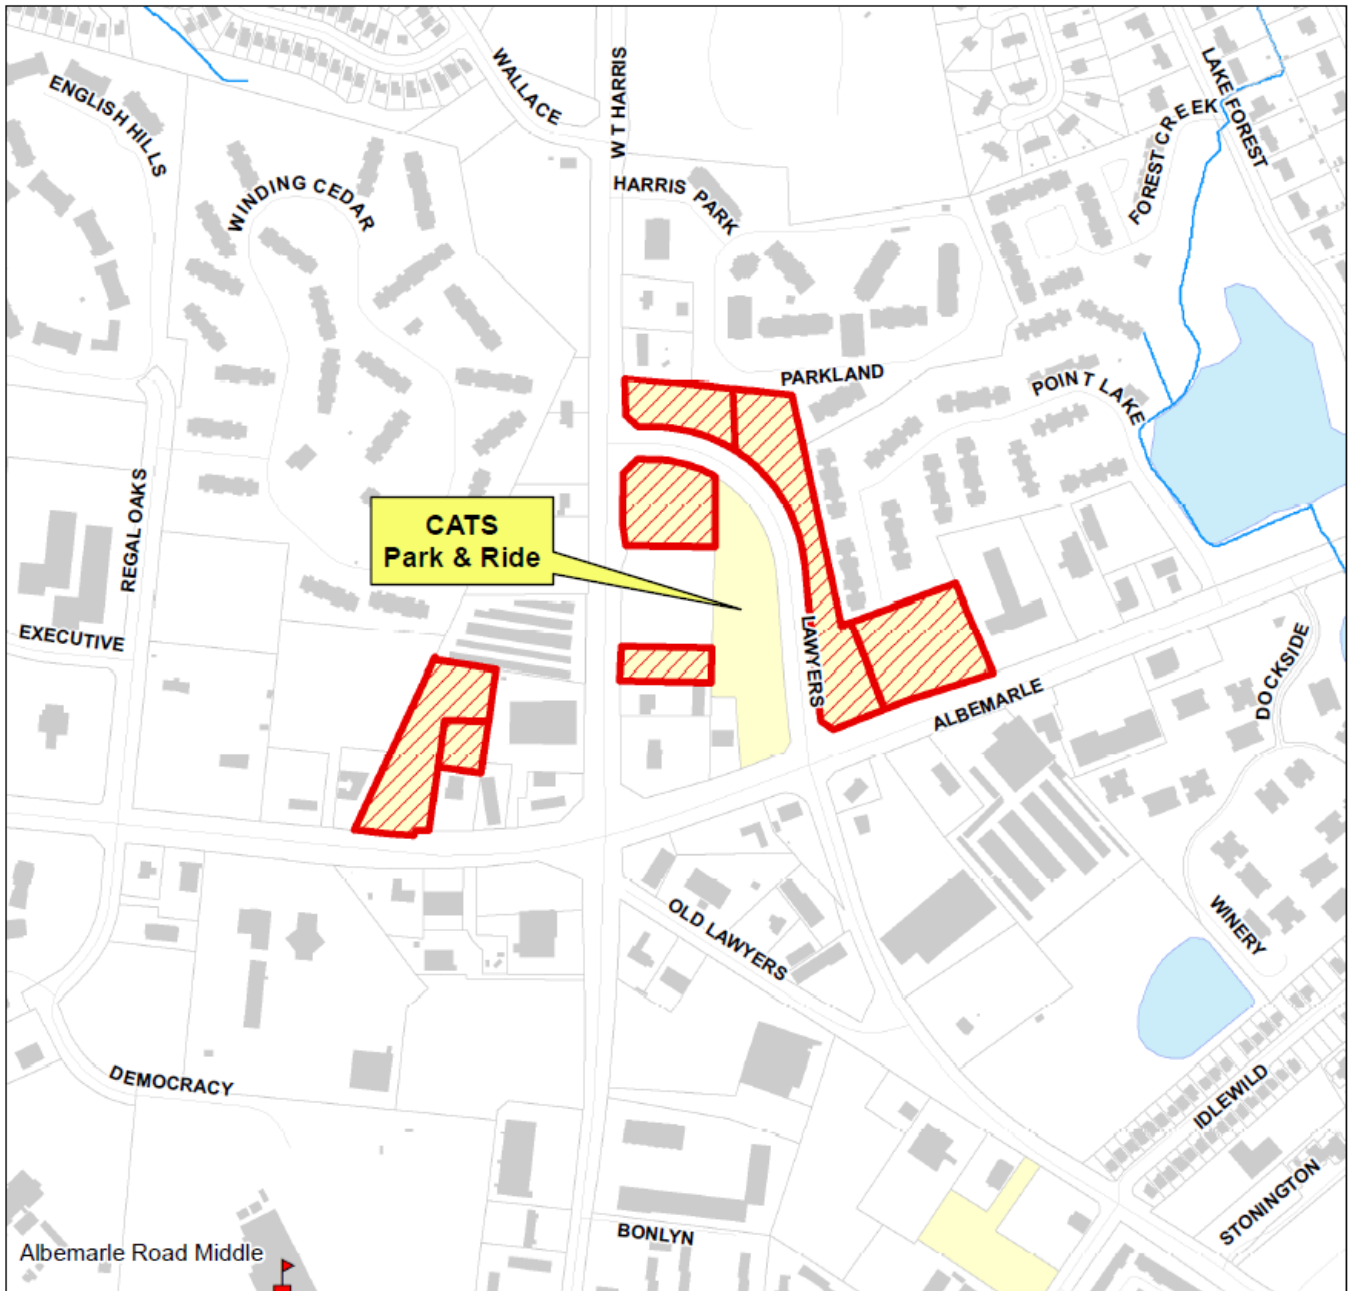 ENGLISH HILLS
WALLACE
W T HARRIS
LAKE FOREST
FOREST CREEK
WINDING CEDAR
HARRIS PARK
PARKLAND
POINT LAKE
REGAL OAKS
CATS
Park & Ride
EXECUTIVE
LAWYERS
ALBEMARLE
DOCKSIDE
OLD LAWYERS
WINERY
DEMOCRACY
IDLEWILD
STONINGTON
BONLYN
Albemarle Road Middle